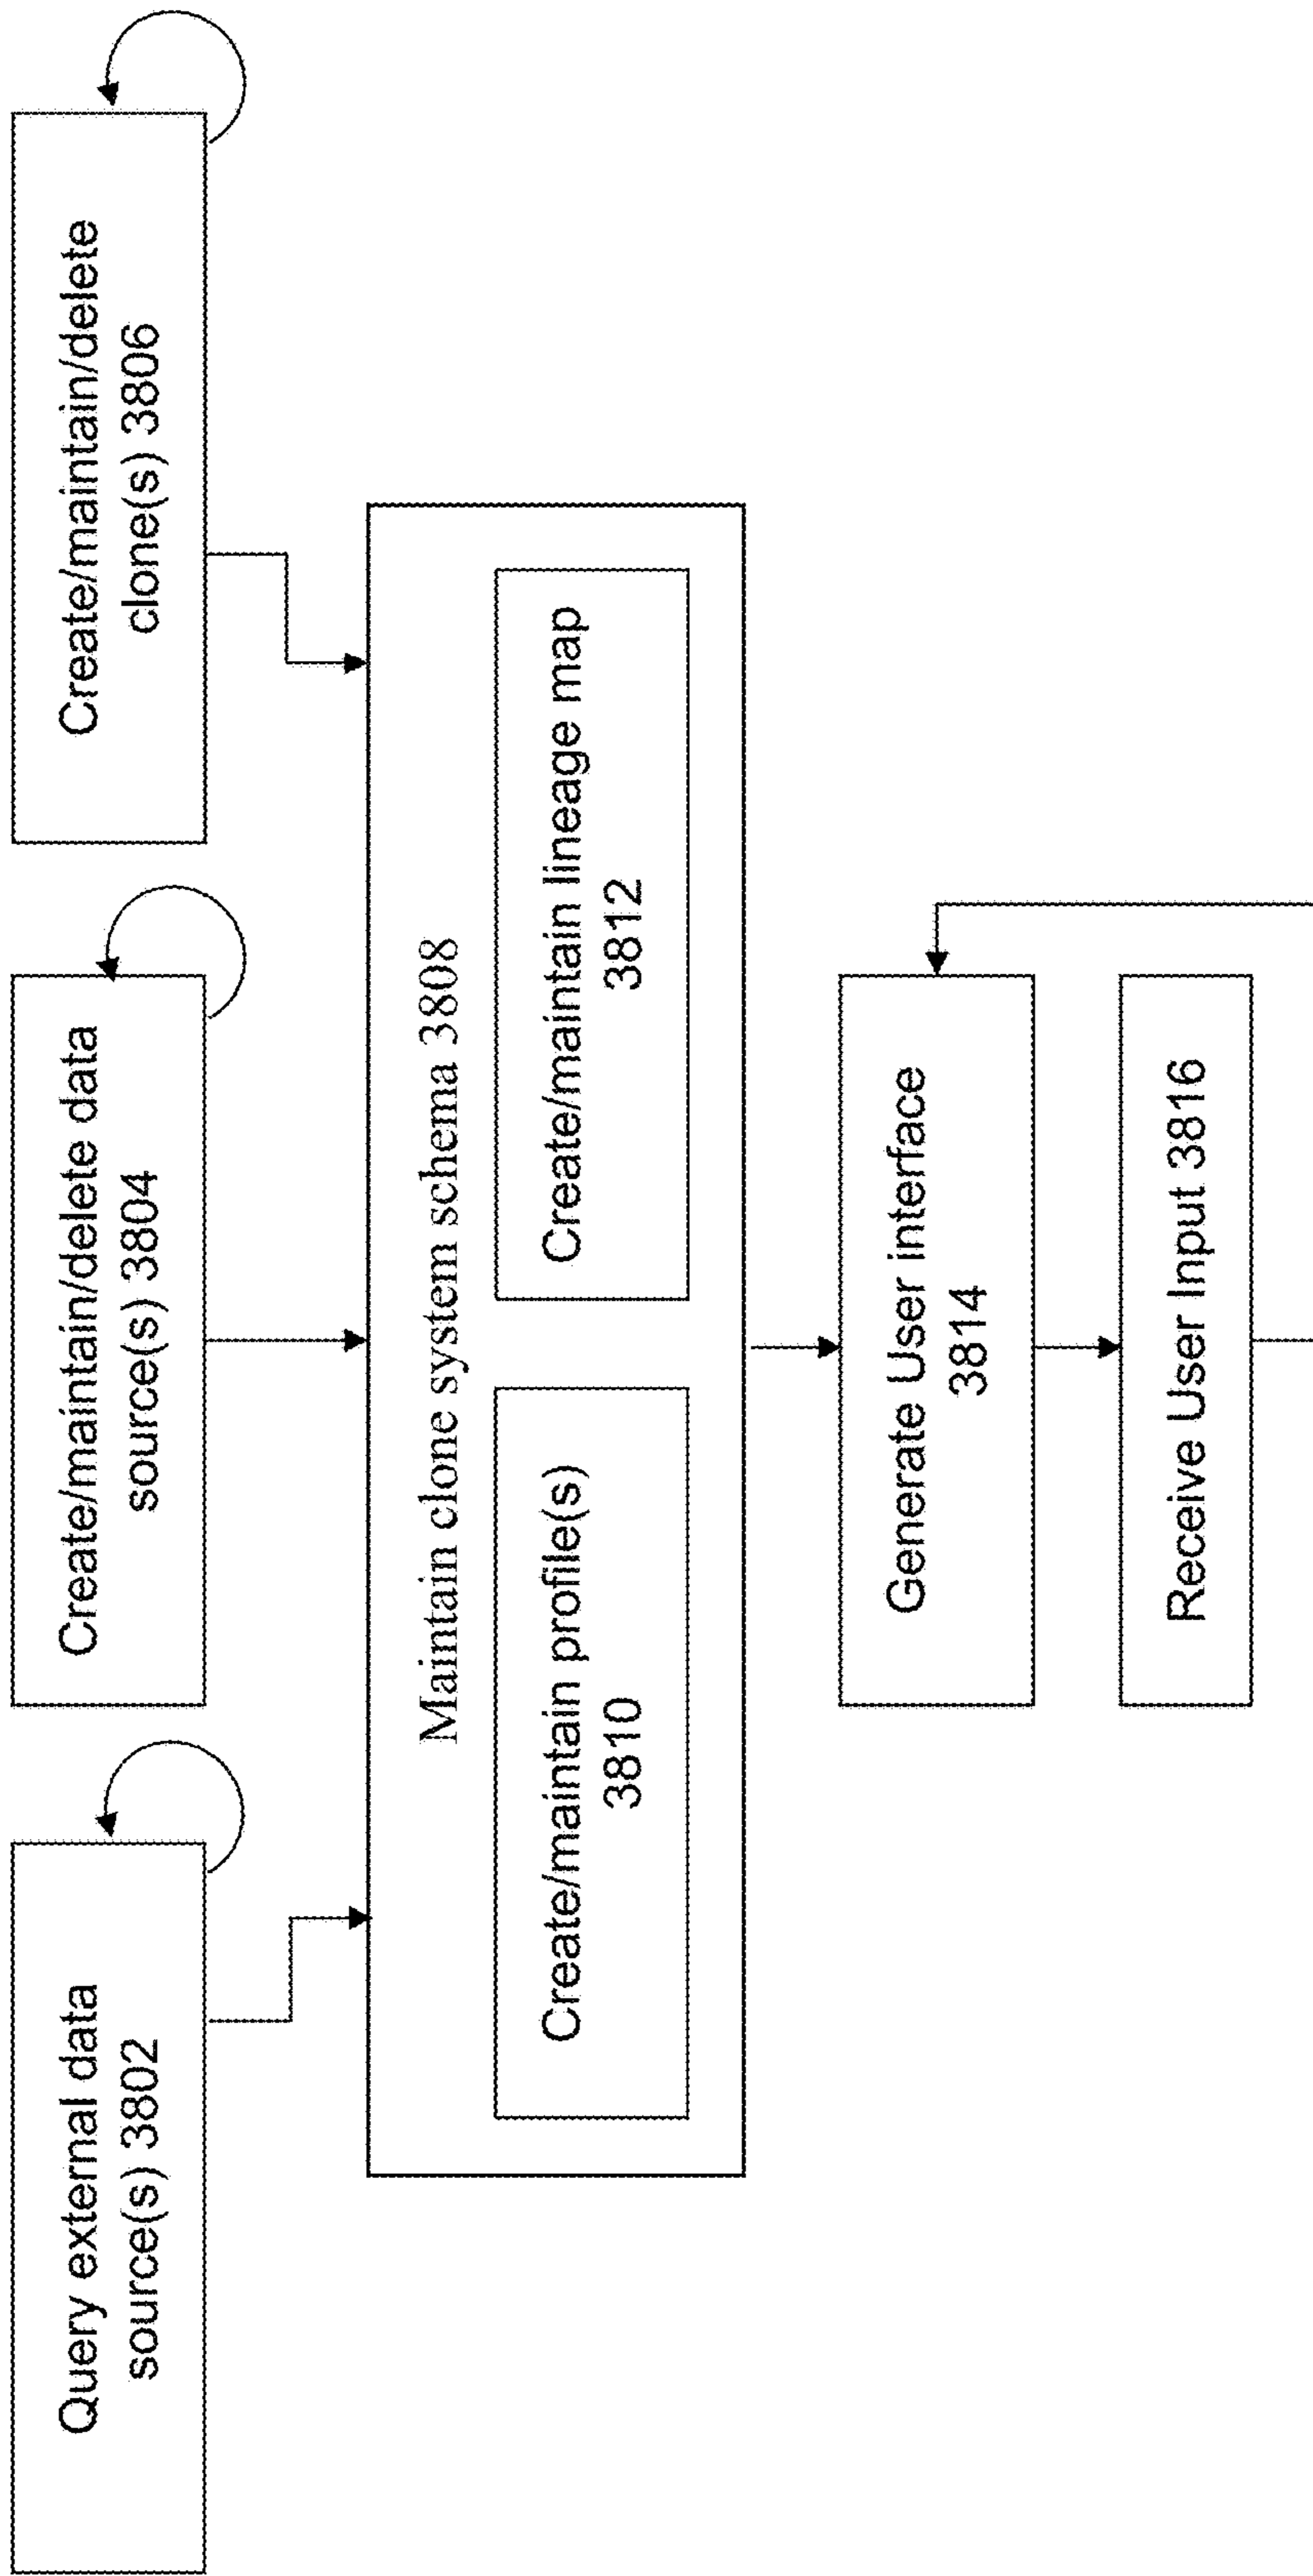 Query external data
source(s) 3802
Create/maintain/delete data
source(s) 3804
Create/maintain/delete
clone(s) 3806
Maintain clone system schema 3808
Create/maintain profile(s)
3810
Create/maintain lineage map
3812
Generate User interface
3814
Receive User Input 3816